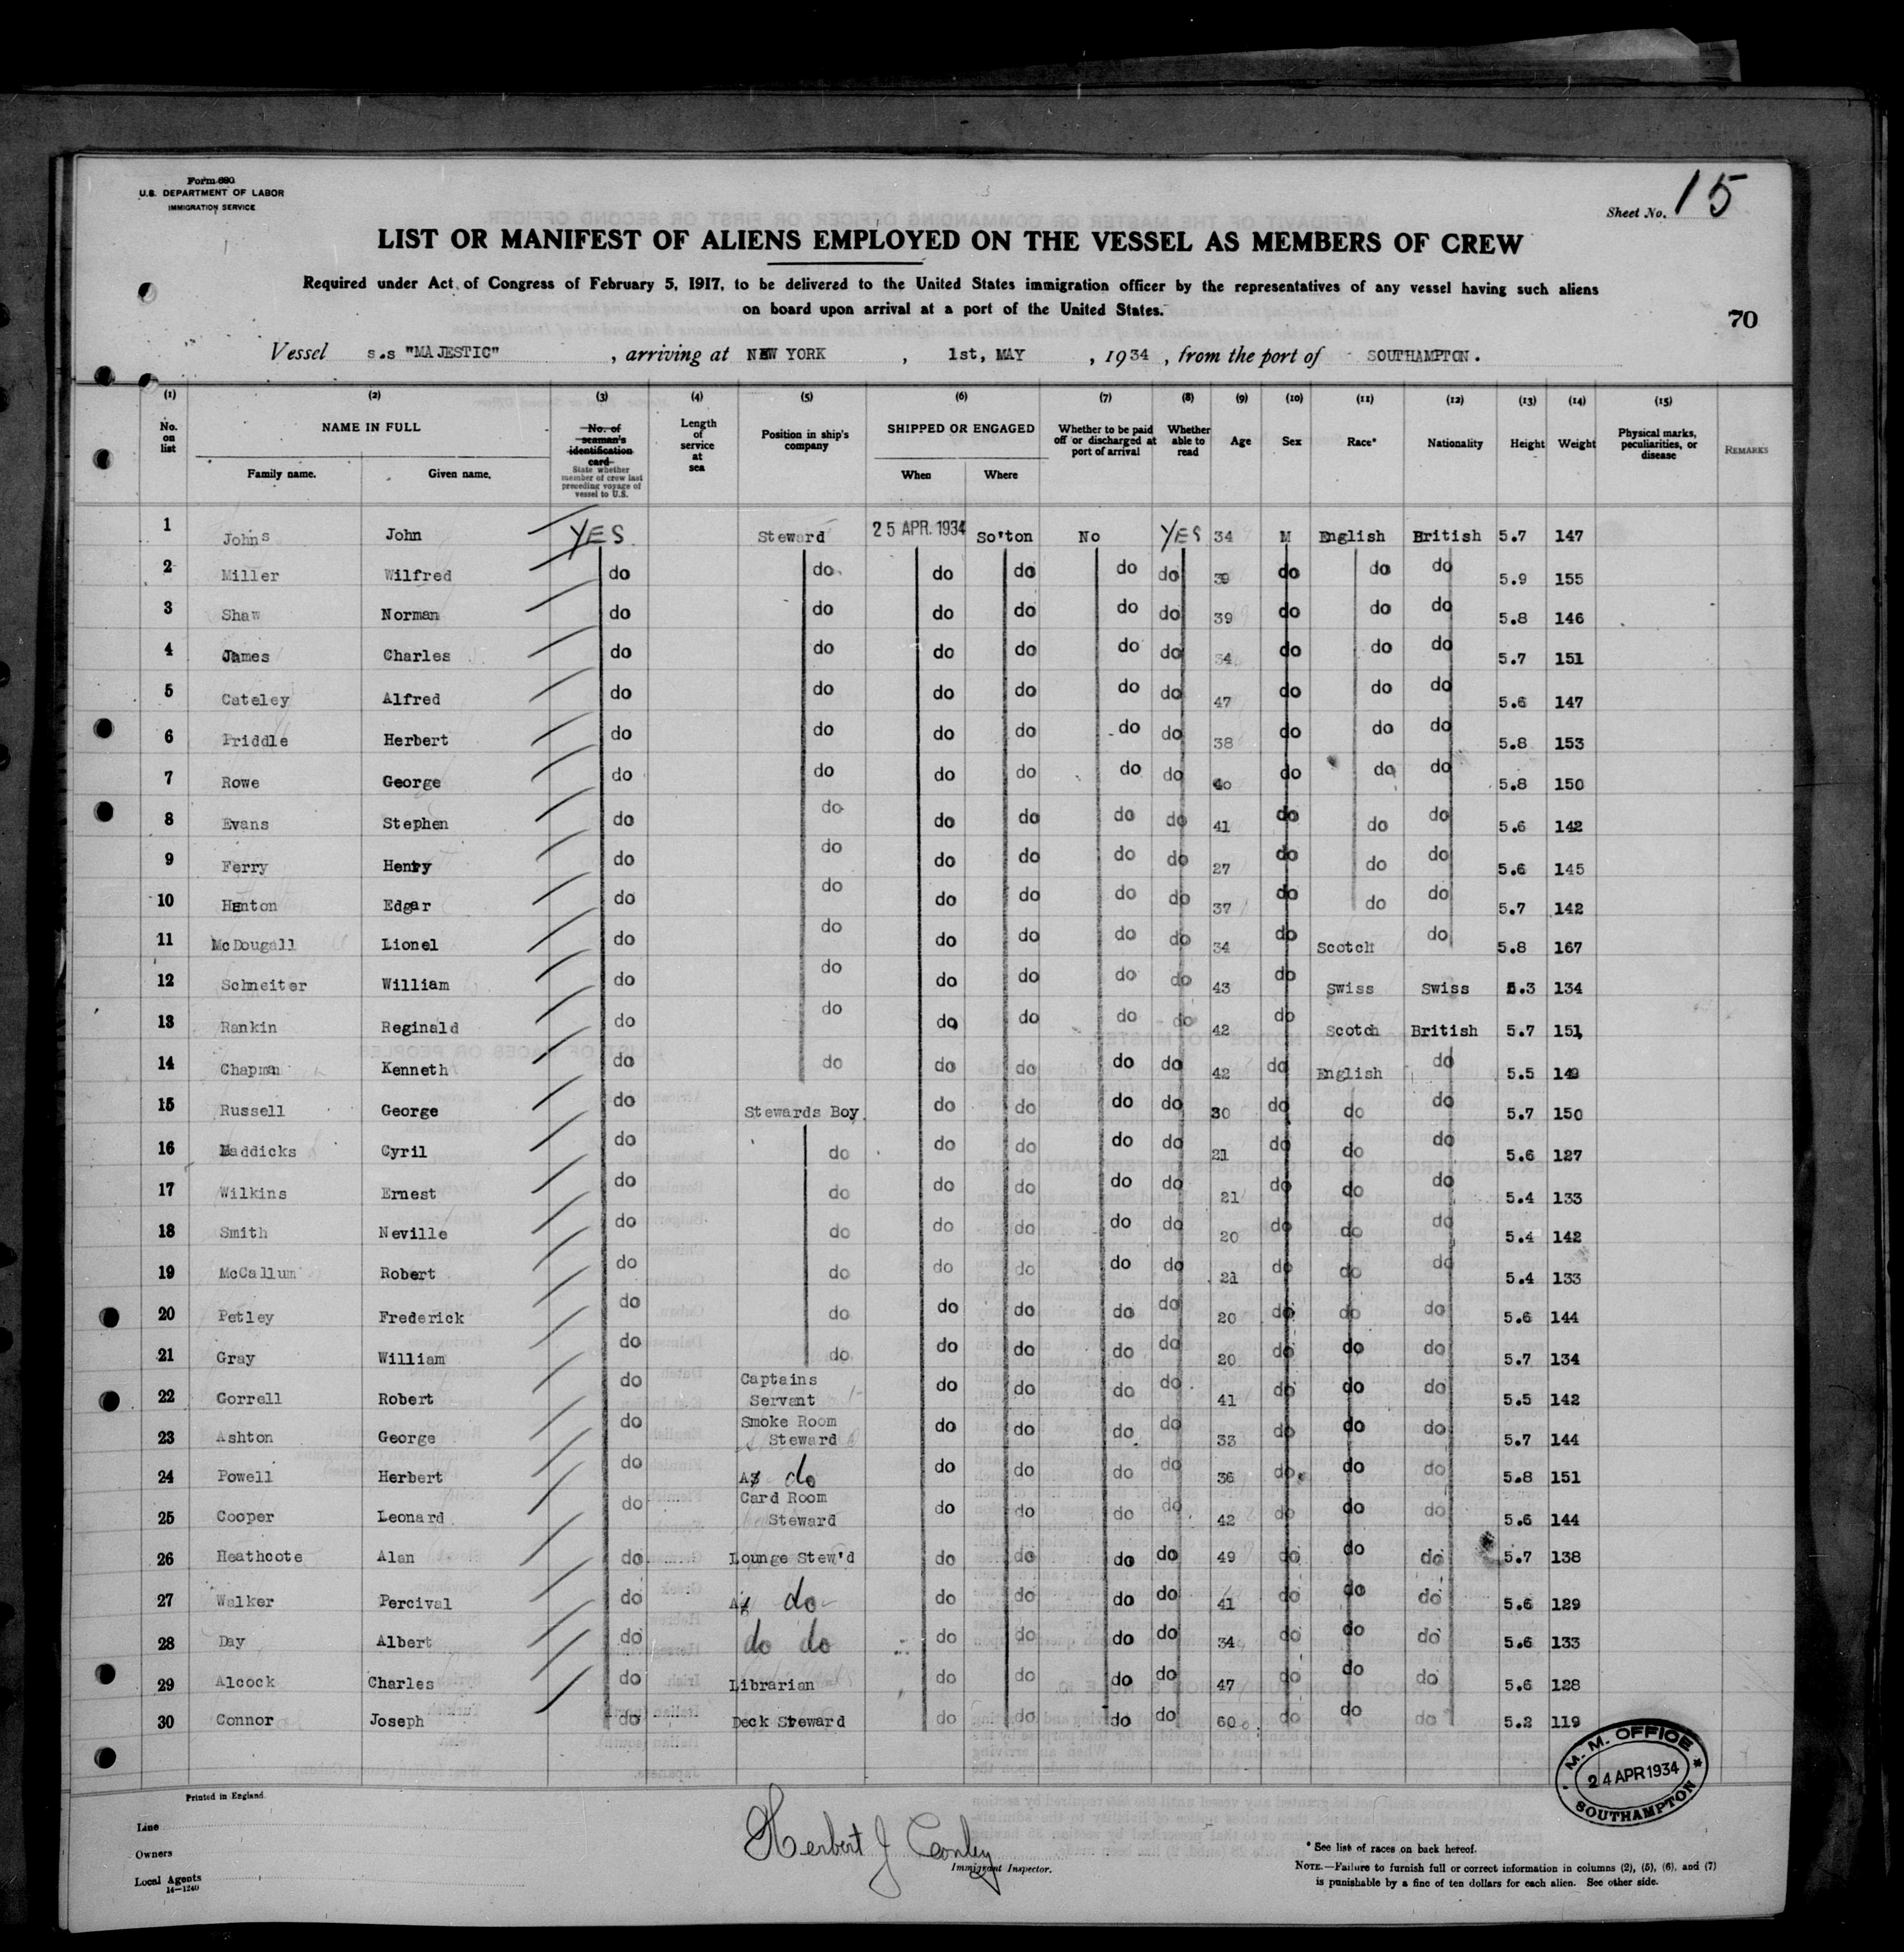 Form 680
U.S. DEPARTMENT OF LABOR
IMMIGRATION SERVICE
Sheet No. 15
LIST OR MANIFEST OF ALIENS EMPLOYED ON THE VESSEL AS MEMBERS OF CREW
Required under Act of Congress of February 5, 1917, to be delivered to the United States immigration officer by the representatives of any vessel having such aliens
on board upon arrival at a port of the United States.
70
Vessel s.s "MAJESTIC" , arriving at NEW YORK , 1st, MAY , 1934 , from the port of SOUTHAMPTON.
(1) (2) (3) (4) (5) (6) (7) (8) (9) (10) (11) (12) (13) (14) (15)
No. on list NAME IN FULL Family name. Given name. No. of seaman's identification card State whether member of crew last preceding voyage of vessel to U.S. Length of service at sea Position in ship's company SHIPPED OR ENGAGED When Where Whether to be paid off or discharged at port of arrival Whether able to read Age Sex Race* Nationality Height Weight Physical marks, peculiarities, or disease REMARKS
1 Johns John YES Steward 25 APR. 1934 So'ton No YES 34 M English British 5.7 147
2 Miller Wilfred do do do do do do 39 do do do 5.9 155
3 Shaw Norman do do do do do do 39 do do do 5.8 146
4 James Charles do do do do do do 34 do do do 5.7 151
5 Cateley Alfred do do do do do do 47 do do do 5.6 147
6 Priddle Herbert do do do do do do 38 do do do 5.8 153
7 Rowe George do do do do do do 40 do do do 5.8 150
8 Evans Stephen do do do do do do 41 do do do 5.6 142
9 Ferry Henry do do do do do do 27 do do do 5.6 145
10 Henton Edgar do do do do do do 37 do do do 5.7 142
11 McDougall Lionel do do do do do do 34 do Scotch do 5.8 167
12 Schneiter William do do do do do do 43 do Swiss Swiss 5.3 134
13 Rankin Reginald do do do do do do 42 do Scotch British 5.7 151
14 Chapman Kenneth do do do do do do 42 do English do 5.5 149
15 Russell George do Stewards Boy. do do do do 30 do do do 5.7 150
16 Haddicks Cyril do do do do do do 21 do do do 5.6 127
17 Wilkins Ernest do do do do do do 21 do do do 5.4 133
18 Smith Neville do do do do do do 20 do do do 5.4 142
19 McCallum Robert do do do do do do 21 do do do 5.4 133
20 Petley Frederick do do do do do do 20 do do do 5.6 144
21 Gray William do do do do do do 20 do do do 5.7 134
22 Gorrell Robert do Captains Servant do do do do 41 do do do 5.5 142
23 Ashton George do Smoke Room Steward do do do do 33 do do do 5.7 144
24 Powell Herbert do do do do do do 36 do do do 5.8 151
25 Cooper Leonard do Card Room Steward do do do do 42 do do do 5.6 144
26 Heathcote Alan do Lounge Stew'd do do do do 49 do do do 5.7 138
27 Walker Percival do do do do do do 41 do do do 5.6 129
28 Day Albert do do do do do do do 34 do do do 5.6 133
29 Alcock Charles do Librarian do do do do 47 do do do 5.6 128
30 Connor Joseph do Deck Steward do do do do 60 do do do 5.2 119
M. M. OFFICE
24 APR 1934
SOUTHAMPTON
Printed in England.
Line
Owners
Local Agents
14-1240
Herbert J Conley
Immigrant Inspector.
* See list of races on back hereof.
NOTE.—Failure to furnish full or correct information in columns (2), (5), (6), and (7)
is punishable by a fine of ten dollars for each alien. See other side.